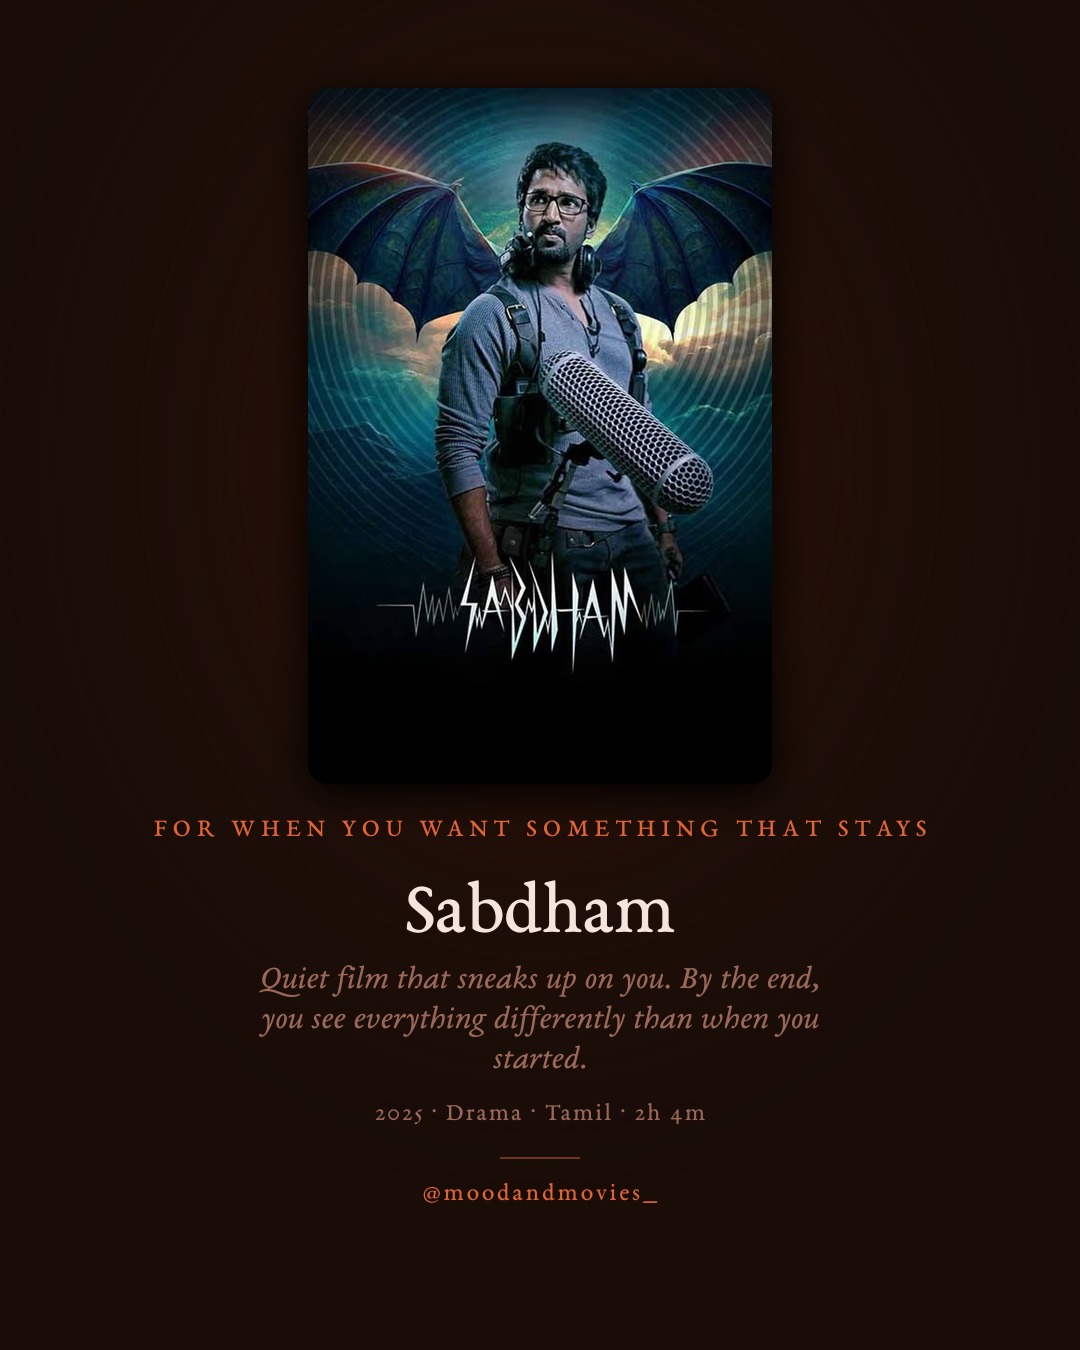 SABDHAM
FOR WHEN YOU WANT SOMETHING THAT STAYS
Sabdham
Quiet film that sneaks up on you. By the end,
you see everything differently than when you
started.
2025 · Drama · Tamil · 2h 4m
@moodandmovies_